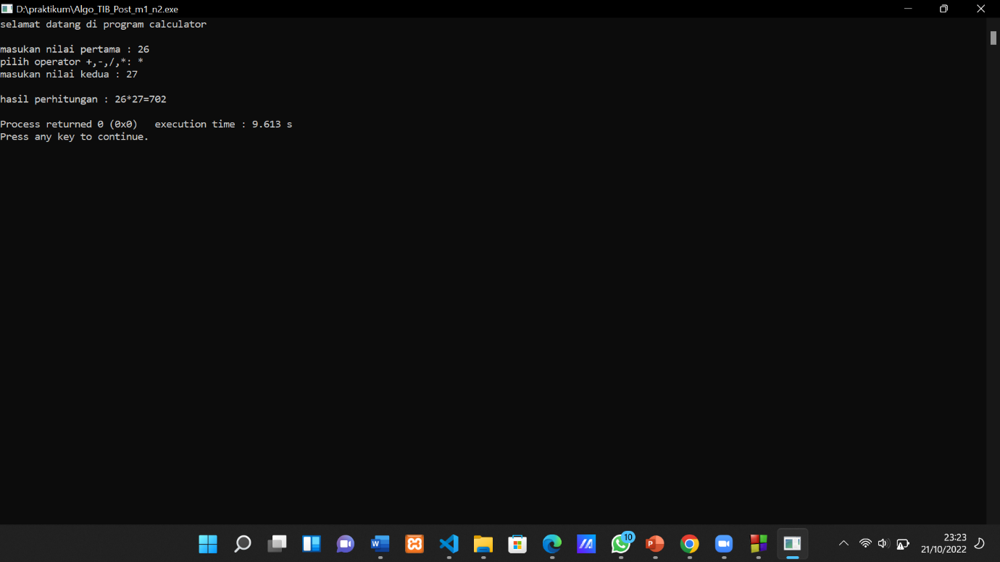 D:\praktikum\Algo_TIB_Post_m1_n2.exe
selamat datang di program calculator
masukan nilai pertama : 26
pilih operator +,-,/,*: *
masukan nilai kedua : 27
hasil perhitungan : 26*27=702
Process returned 0 (0x0)   execution time : 9.613 s
Press any key to continue.
W
10
P
23:23
21/10/2022